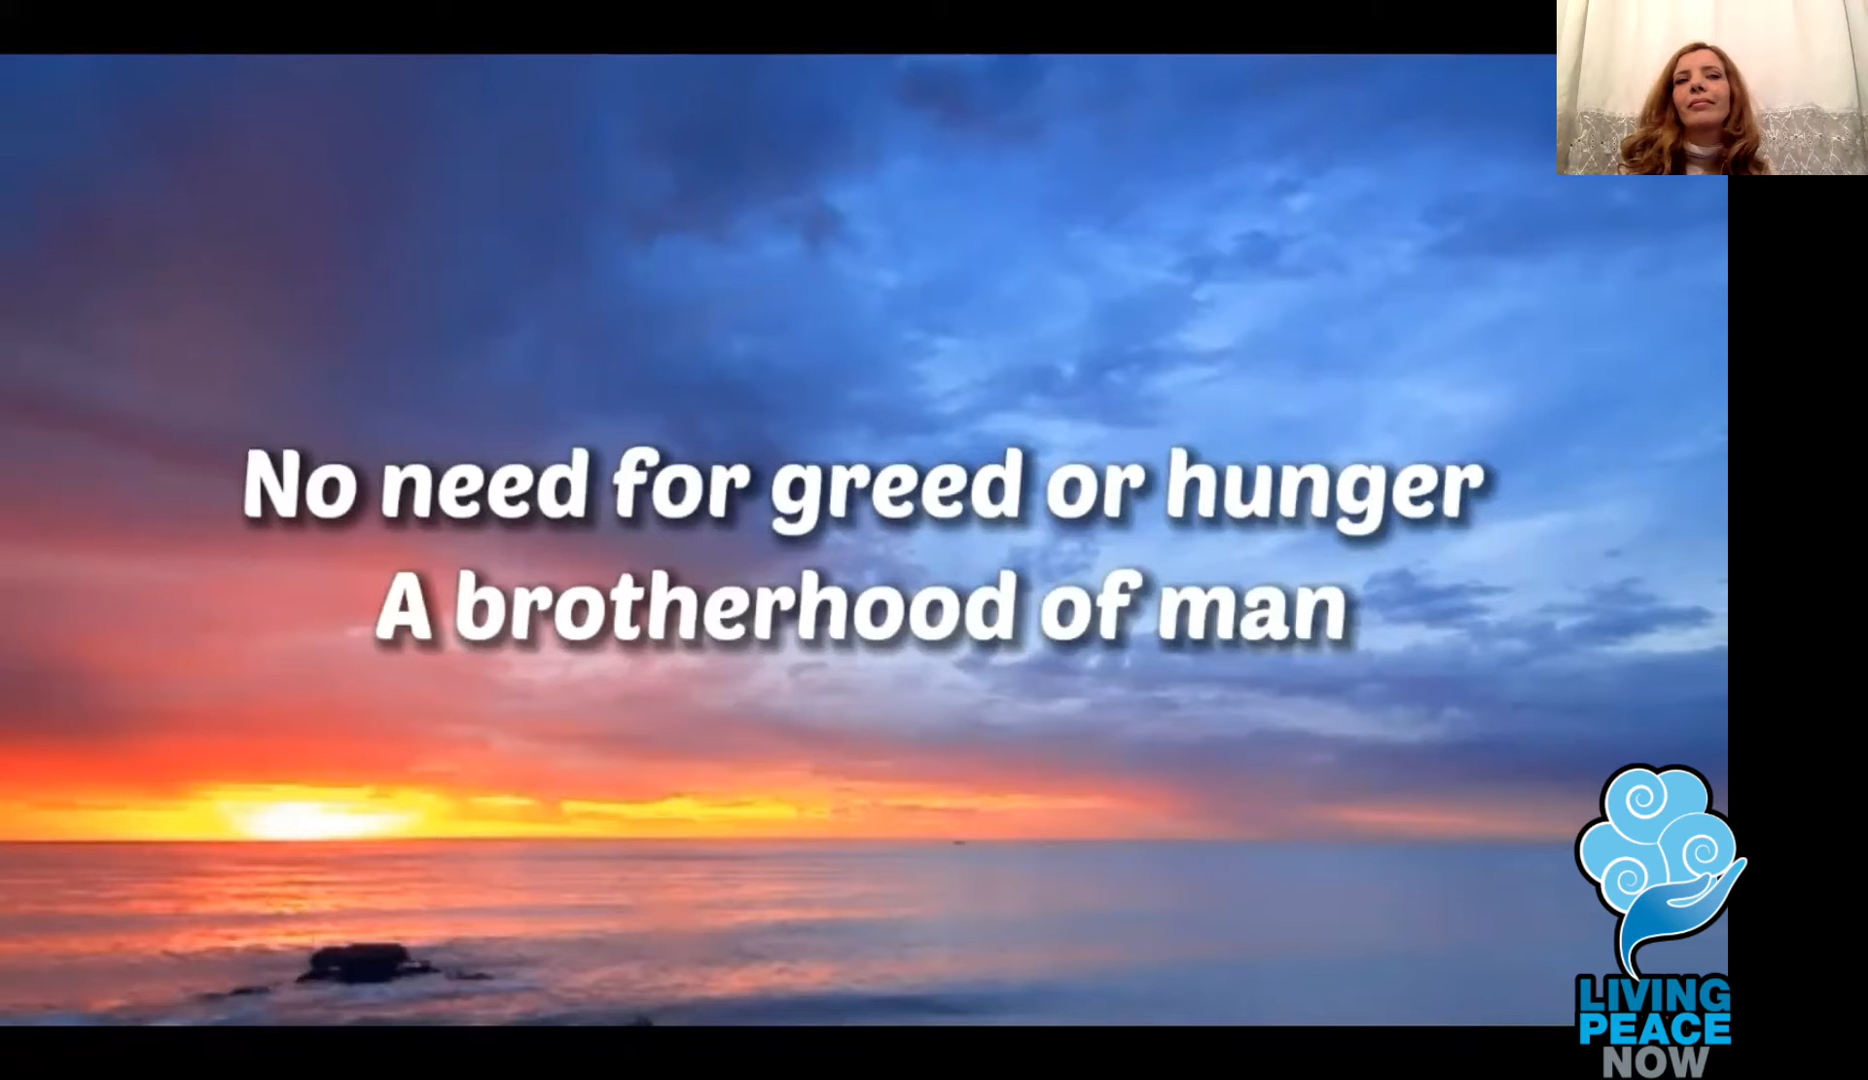 No need for greed or hunger
A brotherhood of man
LIVING
PEACE
NOW